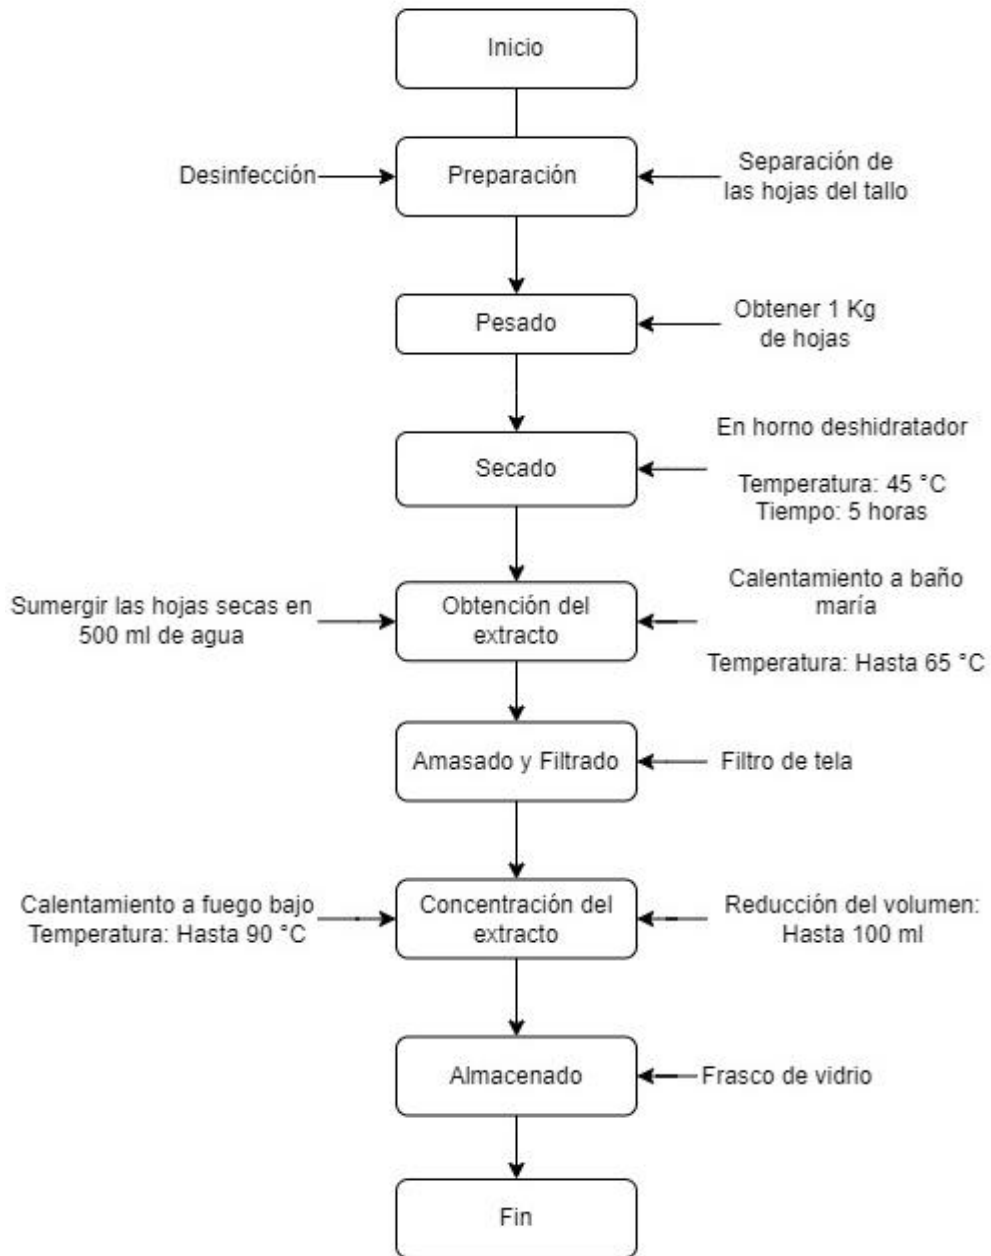 Inicio
Desinfección
Preparación
Separación de
las hojas del tallo
Pesado
Obtener 1 Kg
de hojas
Secado
En horno deshidratador
Temperatura: 45 °C
Tiempo: 5 horas
Sumergir las hojas secas en
500 ml de agua
Obtención del
extracto
Calentamiento a baño
maría
Temperatura: Hasta 65 °C
Amasado y Filtrado
Filtro de tela
Calentamiento a fuego bajo
Temperatura: Hasta 90 °C
Concentración del
extracto
Reducción del volumen:
Hasta 100 ml
Almacenado
Frasco de vidrio
Fin